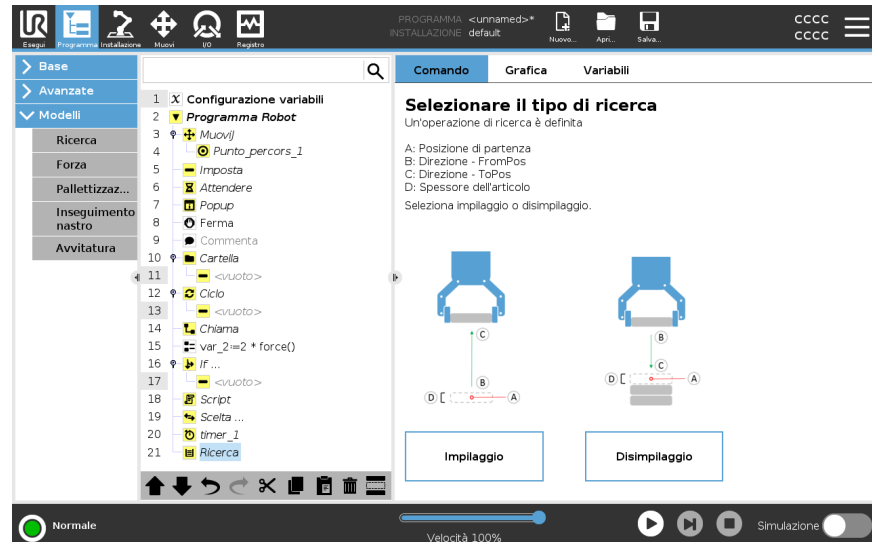 UR
PROGRAMMA <unnamed>*
INSTALLAZIONE default
Esegui
Programma
Installazione
Muovi
I/O
Registro
Nuovo...
Apri...
Salva...
CCCC
CCCC
Base
Avanzate
Modelli
Ricerca
Forza
Pallettizzaz...
Inseguimento
nastro
Avvitatura
1 X Configurazione variabili
2 Programma Robot
3 MuoviJ
4 Punto_percors_1
5 Imposta
6 Attendere
7 Popup
8 Ferma
9 Commenta
10 Cartella
11 <vuoto>
12 Ciclo
13 <vuoto>
14 Chiama
15 var_2:=2 * force()
16 If ...
17 <vuoto>
18 Script
19 Scelta ...
20 timer_1
21 Ricerca
Comando Grafica Variabili
Selezionare il tipo di ricerca
Un'operazione di ricerca è definita
A: Posizione di partenza
B: Direzione - FromPos
C: Direzione - ToPos
D: Spessore dell'articolo
Seleziona impilaggio o disimpilaggio.
C
B
D
A
B
C
D
A
Impilaggio
Disimpilaggio
Normale
Velocità 100%
Simulazione